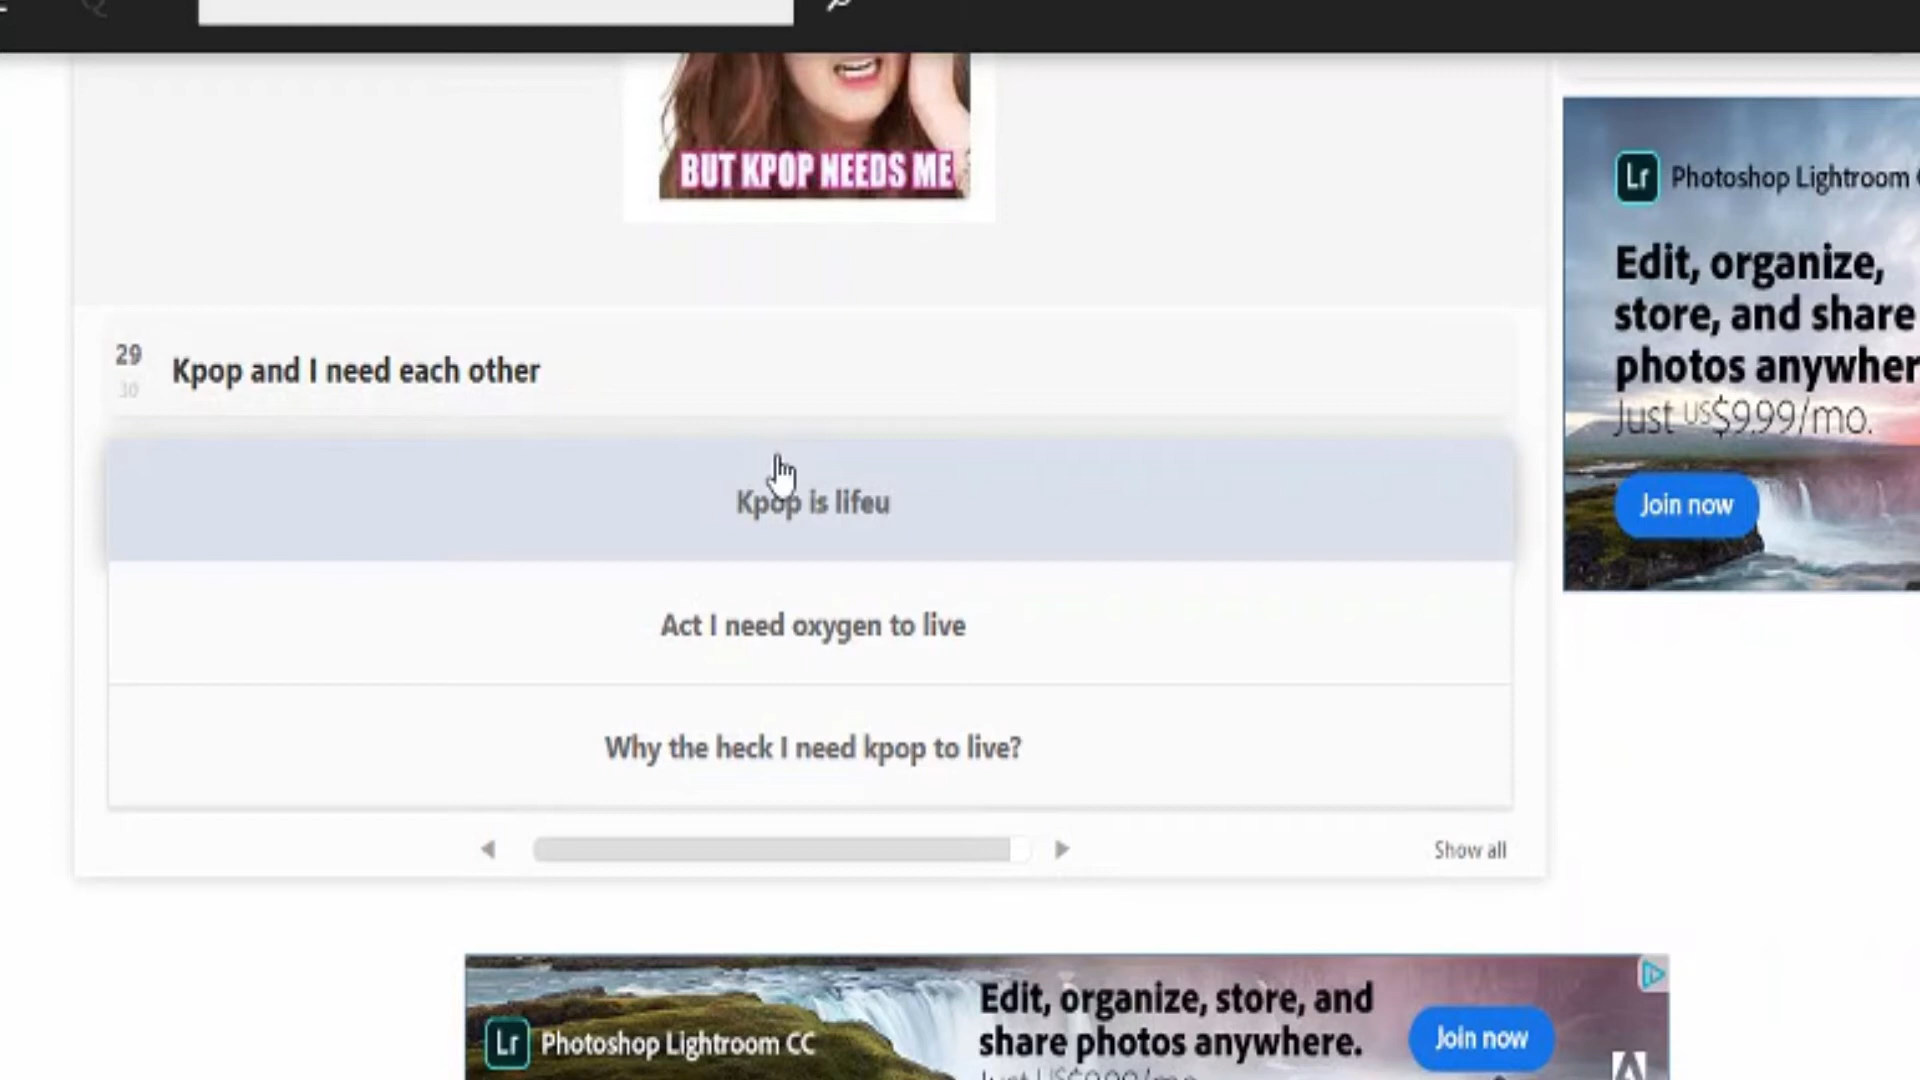 BUT KPOP NEEDS ME
29
30
Kpop and I need each other
Kpop is lifeu
Act I need oxygen to live
Why the heck I need kpop to live?
Show all
Lr Photoshop Lightroom
Edit, organize,
store, and share
photos anywher
Just US$9.99/mo.
Join now
Lr Photoshop Lightroom CC
Edit, organize, store, and
share photos anywhere.
Join now